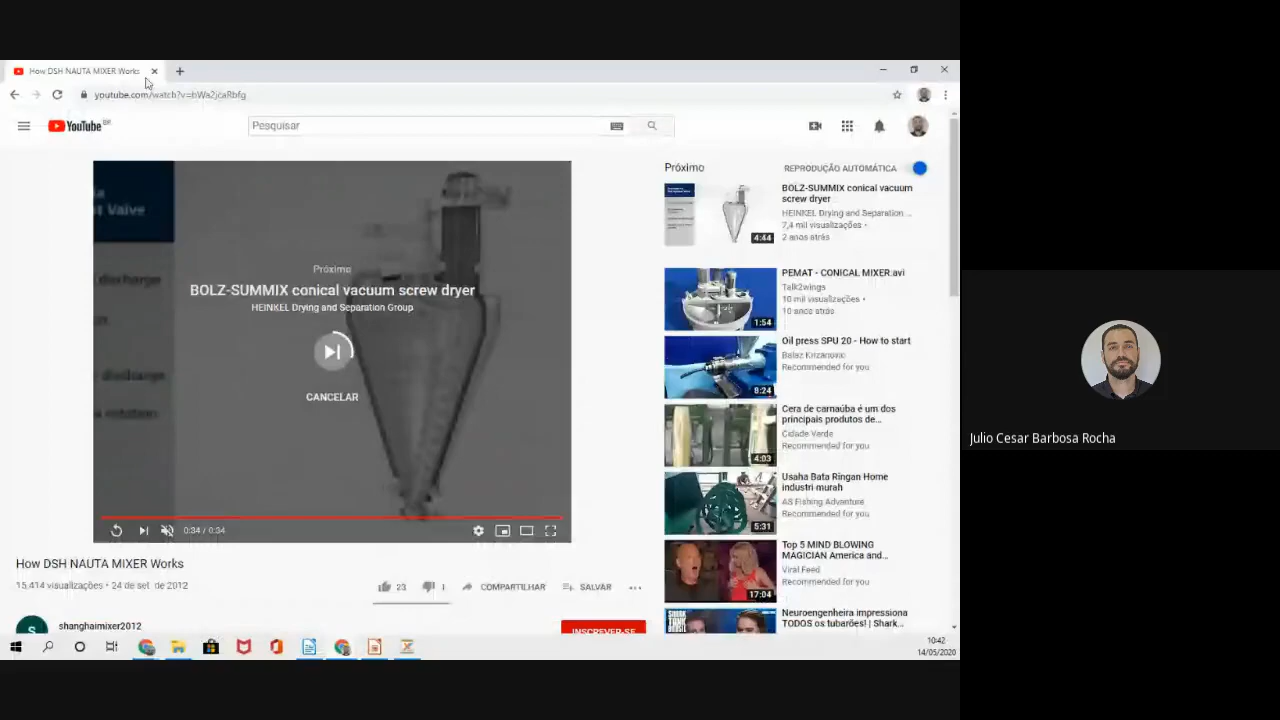 How DSH NAUTA MIXER Works
youtube.com/watch?v=hWa2jcaRbfg
YouTube BR
Pesquisar
t Valve
discharge
discharge
Próximo
BOLZ-SUMMIX conical vacuum screw dryer
HEINKEL Drying and Separation Group
CANCELAR
0:34 / 0:34
How DSH NAUTA MIXER Works
15,414 visualizações • 24 de set. de 2012
23
1
COMPARTILHAR
SALVAR
S
shanghaimixer2012
INSCREVER-SE
Próximo
REPRODUÇÃO AUTOMÁTICA
BOLZ-SUMMIX conical vacuum
screw dryer
HEINKEL Drying and Separation ...
7,4 mil visualizações •
2 anos atrás
4:44
PEMAT - CONICAL MIXER.avi
Talk2wings
10 mil visualizações •
10 anos atrás
1:54
Oil press SPU 20 - How to start
Recommended for you
8:24
Cera de carnaúba é um dos
principais produtos de...
Cidade Verde
Recommended for you
4:03
Usaha Bata Ringan Home
industri murah
AS Fishing Adventure
Recommended for you
5:31
Top 5 MIND BLOWING
MAGICIAN America and...
Viral Feed
Recommended for you
17:04
Neuroengenheira impressiona
TODOS os tubarões! | Shark...
SHARK
TANK
BRASIL
10:42
14/05/2020
Julio Cesar Barbosa Rocha